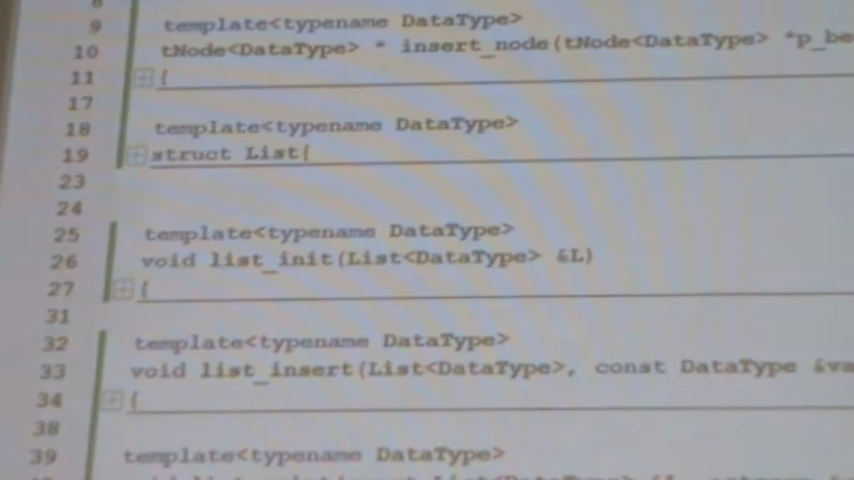 9 template<typename DataType>
10 tNode<DataType> * insert_node(tNode<DataType> *p_be
11 {
17
18 template<typename DataType>
19 struct List{
23
24
25 template<typename DataType>
26 void list_init(List<DataType> &L)
27 {
31
32 template<typename DataType>
33 void list_insert(List<DataType>, const DataType &va
34 {
38
39 template<typename DataType>